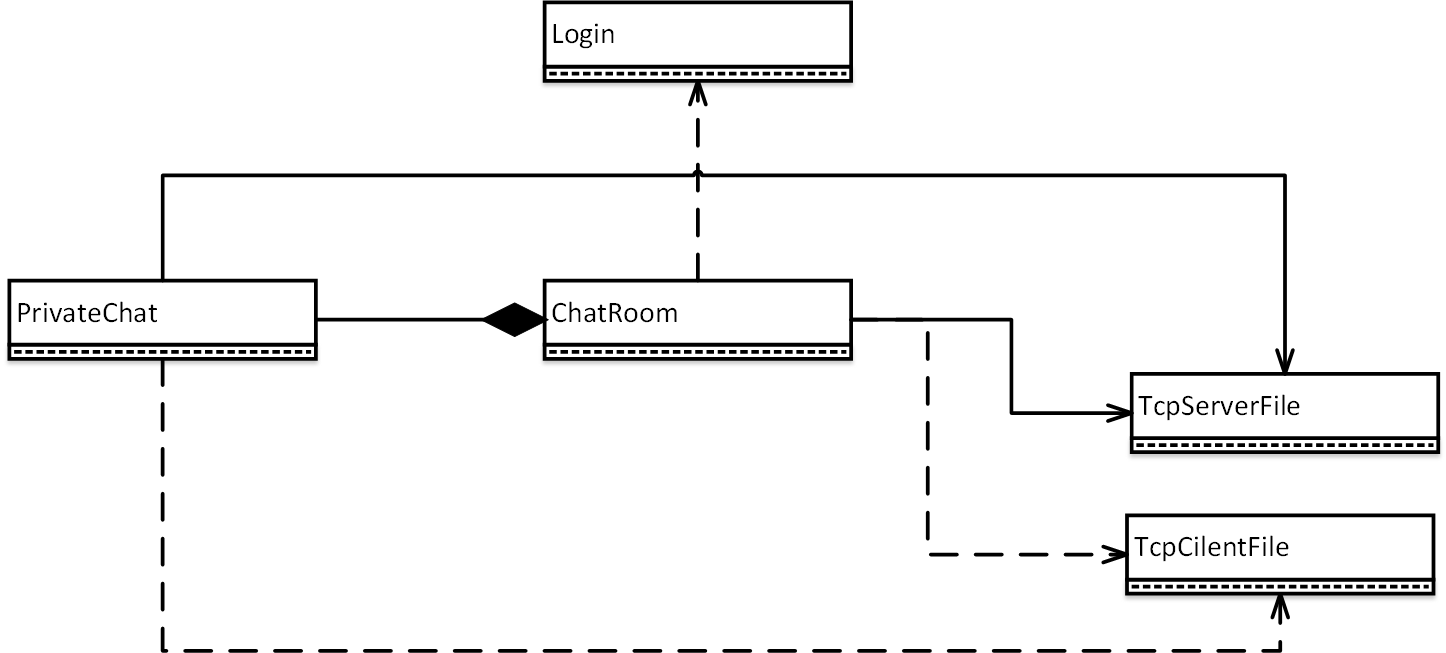 Login
PrivateChat
ChatRoom
TcpServerFile
TcpCilentFile